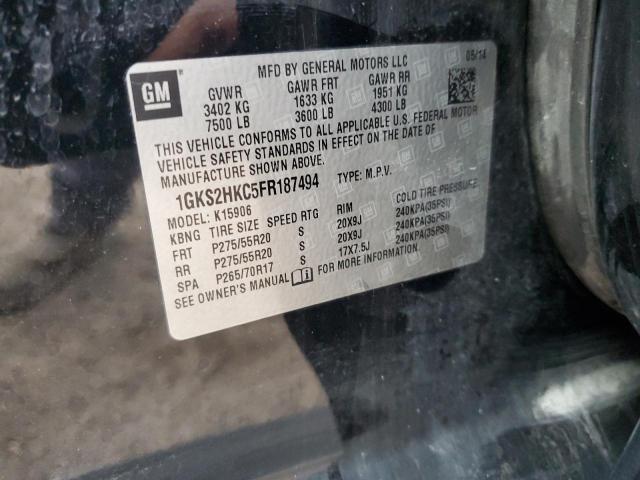 MFD BY GENERAL MOTORS LLC 05/14
GM
GVWR GAWR FRT GAWR RR
3402 KG 1633 KG 1951 KG
7500 LB 3600 LB 4300 LB
THIS VEHICLE CONFORMS TO ALL APPLICABLE U.S. FEDERAL MOTOR
VEHICLE SAFETY STANDARDS IN EFFECT ON THE DATE OF
MANUFACTURE SHOWN ABOVE.
1GKS2HKC5FR187494 TYPE: M.P.V.
MODEL: K15906
KBNG TIRE SIZE SPEED RTG RIM COLD TIRE PRESSURE
FRT P275/55R20 S 20X9J 240KPA(35PSI)
RR P275/55R20 S 20X9J 240KPA(35PSI)
SPA P265/70R17 S 17X7.5J 240KPA(35PSI)
SEE OWNER'S MANUAL FOR MORE INFORMATION.